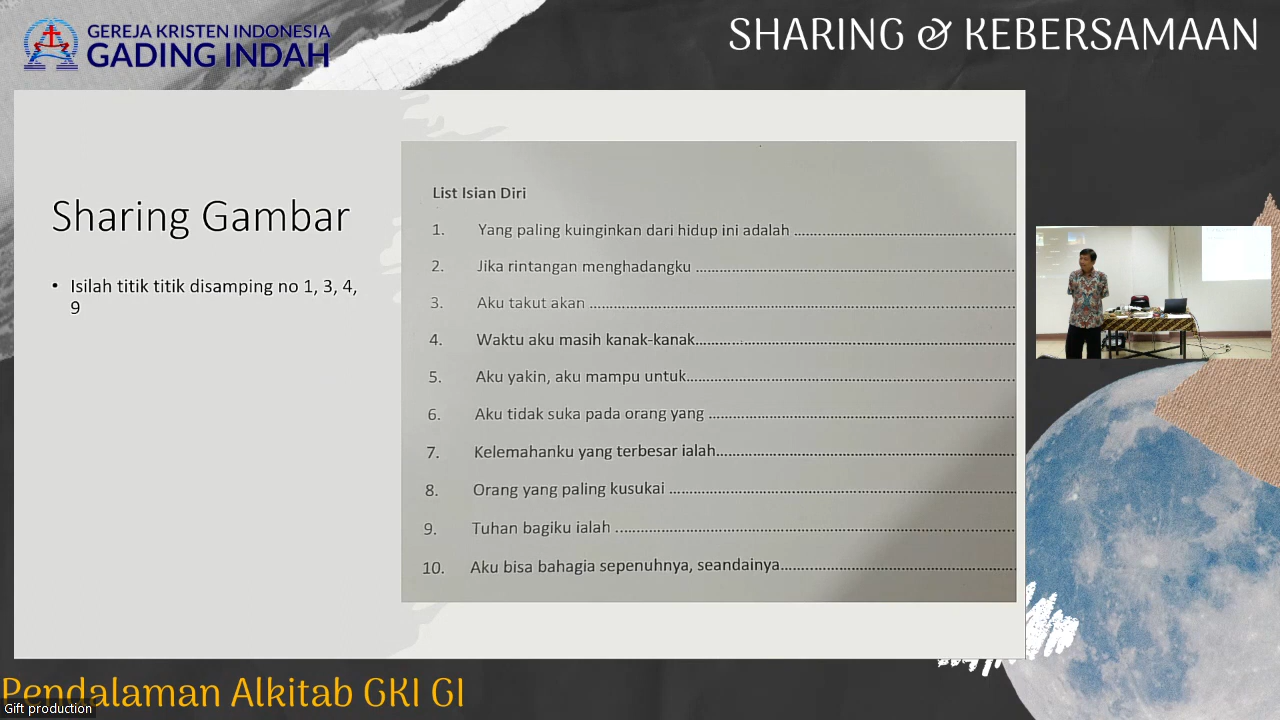 GEREJA KRISTEN INDONESIA
GADING INDAH
SHARING & KEBERSAMAAN
Sharing Gambar
• Isilah titik titik disamping no 1, 3, 4,
9
List Isian Diri
1. Yang paling kuinginkan dari hidup ini adalah ......................................................
2. Jika rintangan menghadangku ......................................................
3. Aku takut akan ......................................................
4. Waktu aku masih kanak-kanak......................................................
5. Aku yakin, aku mampu untuk......................................................
6. Aku tidak suka pada orang yang ......................................................
7. Kelemahanku yang terbesar ialah......................................................
8. Orang yang paling kusukai ......................................................
9. Tuhan bagiku ialah ......................................................
10. Aku bisa bahagia sepenuhnya, seandainya......................................................
Pendalaman Alkitab GKI GI
Gift production